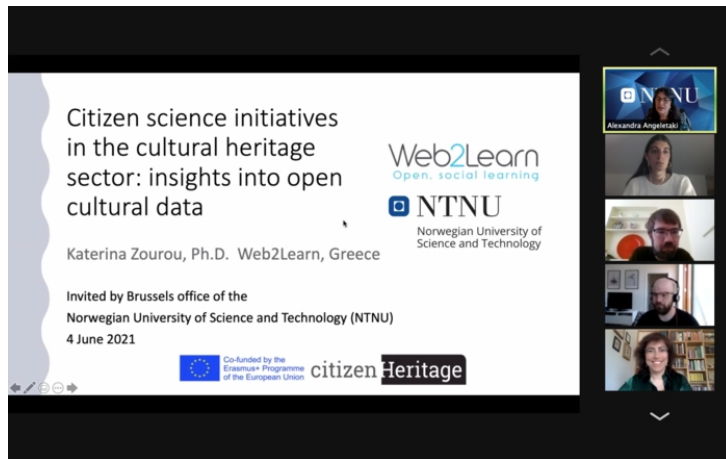 Citizen science initiatives
in the cultural heritage
sector: insights into open
cultural data
Katerina Zourou, Ph.D. Web2Learn, Greece
Invited by Brussels office of the
Norwegian University of Science and Technology (NTNU)
4 June 2021
Web2Learn
Open, social learning
NTNU
Norwegian University of
Science and Technology
Co-funded by the
Erasmus+ Programme
of the European Union
citizen Heritage
NTNU
Alexandra Angeletaki